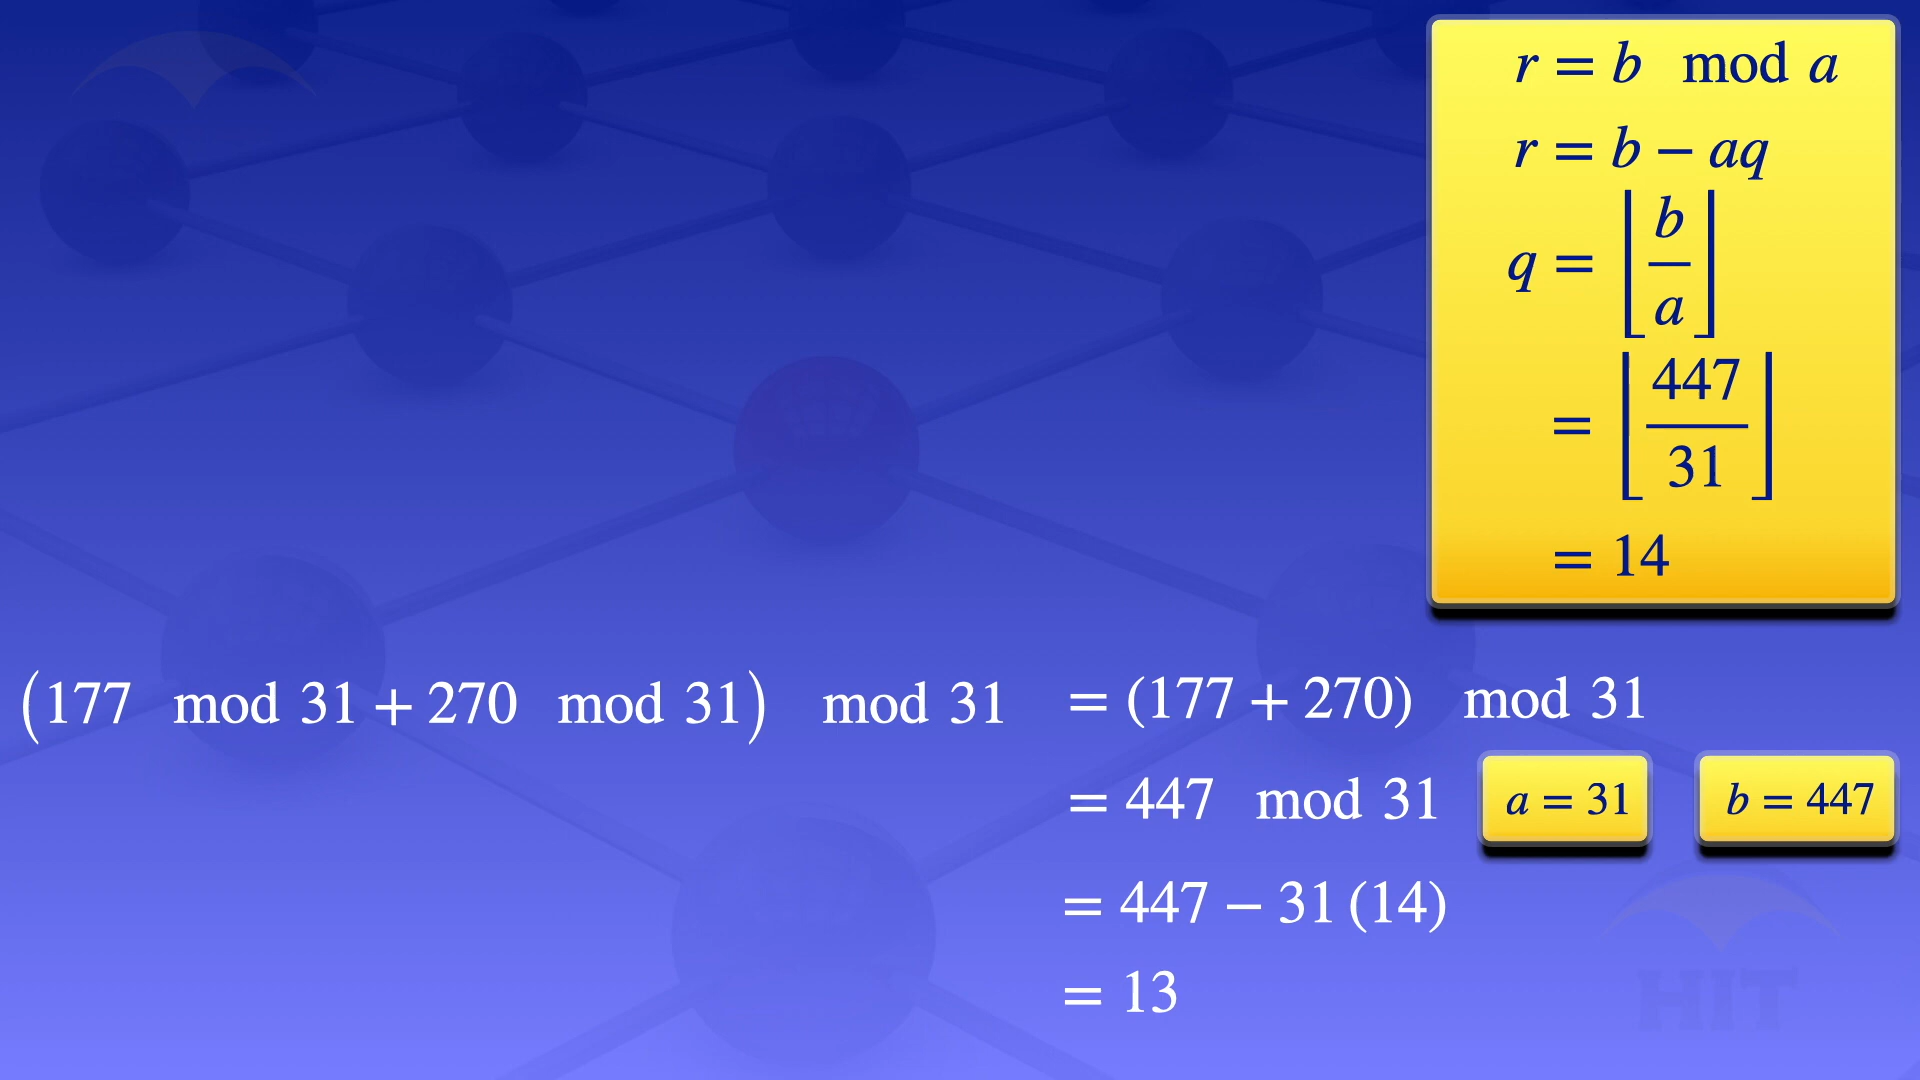 r = b mod a
r = b − aq
q = ⌊b/a⌋
= ⌊447/31⌋
= 14
(177 mod 31 + 270 mod 31) mod 31 = (177 + 270) mod 31
= 447 mod 31
a = 31
b = 447
= 447 − 31 (14)
= 13
HIT